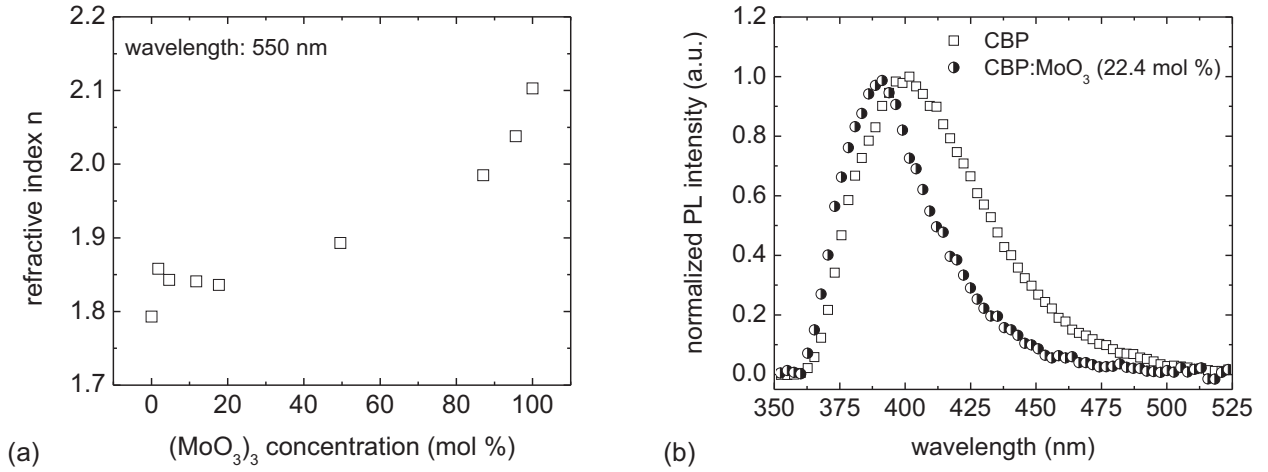 2.2
2.1
2.0
1.9
1.8
1.7
refractive index n
wavelength: 550 nm
0 20 40 60 80 100
(MoO₃)₃ concentration (mol %)
(a)
1.2
1.0
0.8
0.6
0.4
0.2
0.0
normalized PL intensity (a.u.)
CBP
CBP:MoO₃ (22.4 mol %)
350 375 400 425 450 475 500 525
wavelength (nm)
(b)